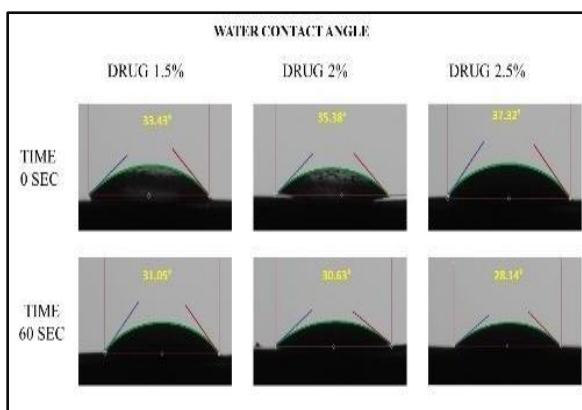 WATER CONTACT ANGLE
DRUG 1.5% DRUG 2% DRUG 2.5%
TIME
0 SEC
33.43° 35.38° 37.32°
TIME
60 SEC
31.05° 30.63° 28.14°